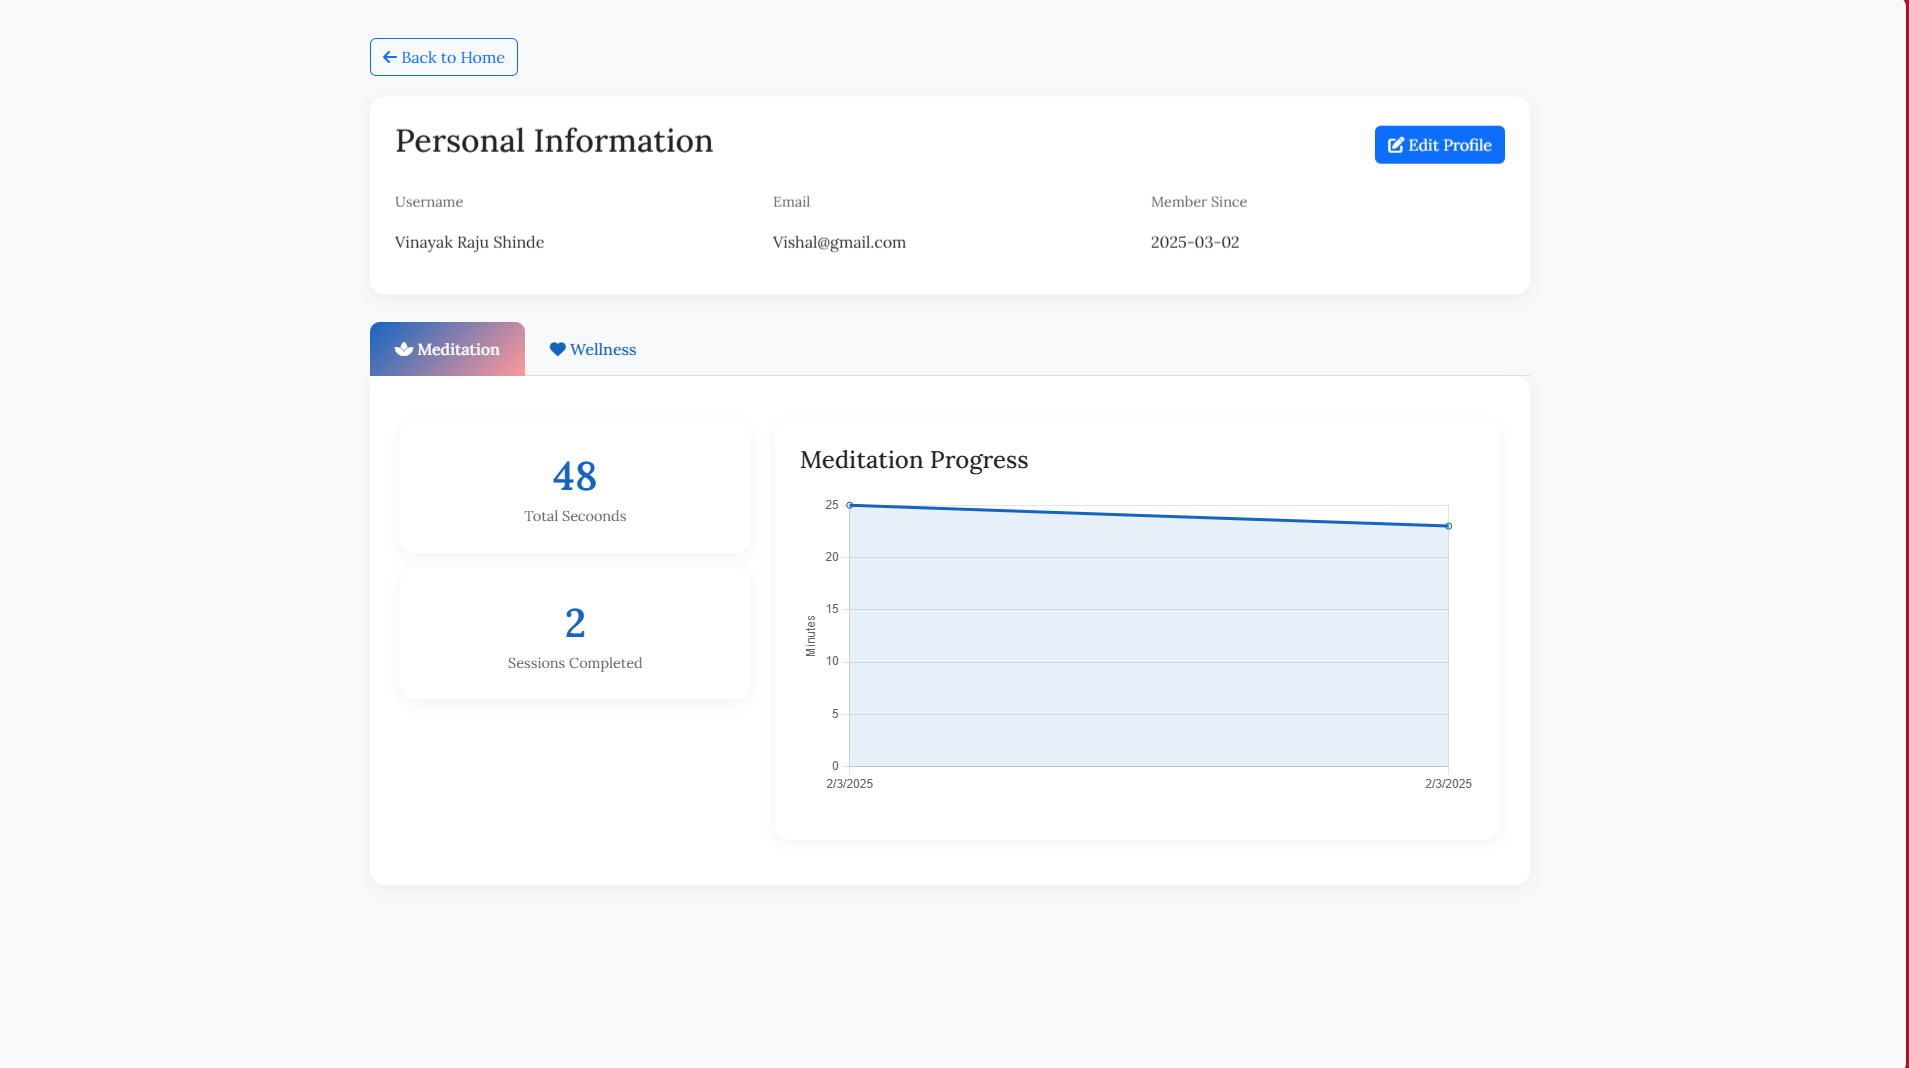 Back to Home
Personal Information
Edit Profile
Username
Email
Member Since
Vinayak Raju Shinde
Vishal@gmail.com
2025-03-02
Meditation
Wellness
48
Total Secoonds
2
Sessions Completed
Meditation Progress
25
20
15
10
5
0
Minutes
2/3/2025
2/3/2025